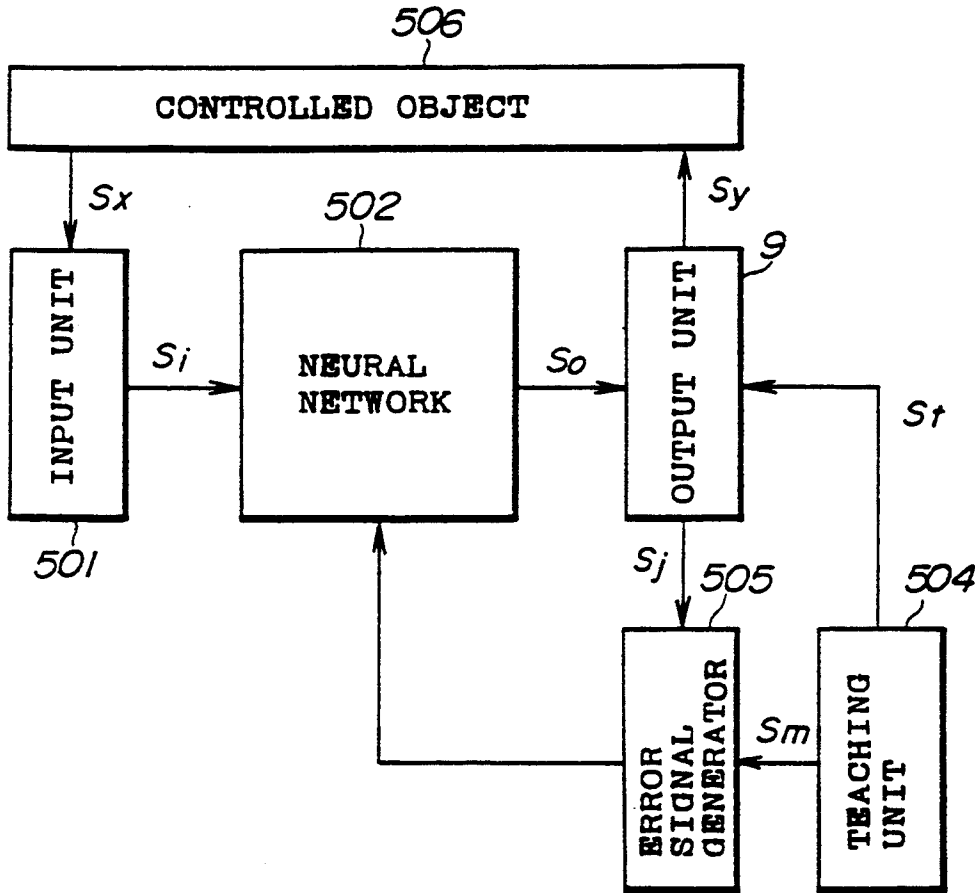 506
CONTROLLED OBJECT
Sx
Sy
502
9
INPUT UNIT
Si
NEURAL
NETWORK
So
OUTPUT UNIT
St
501
Sj
505
504
ERROR
SIGNAL
GENERATOR
Sm
TEACHING
UNIT